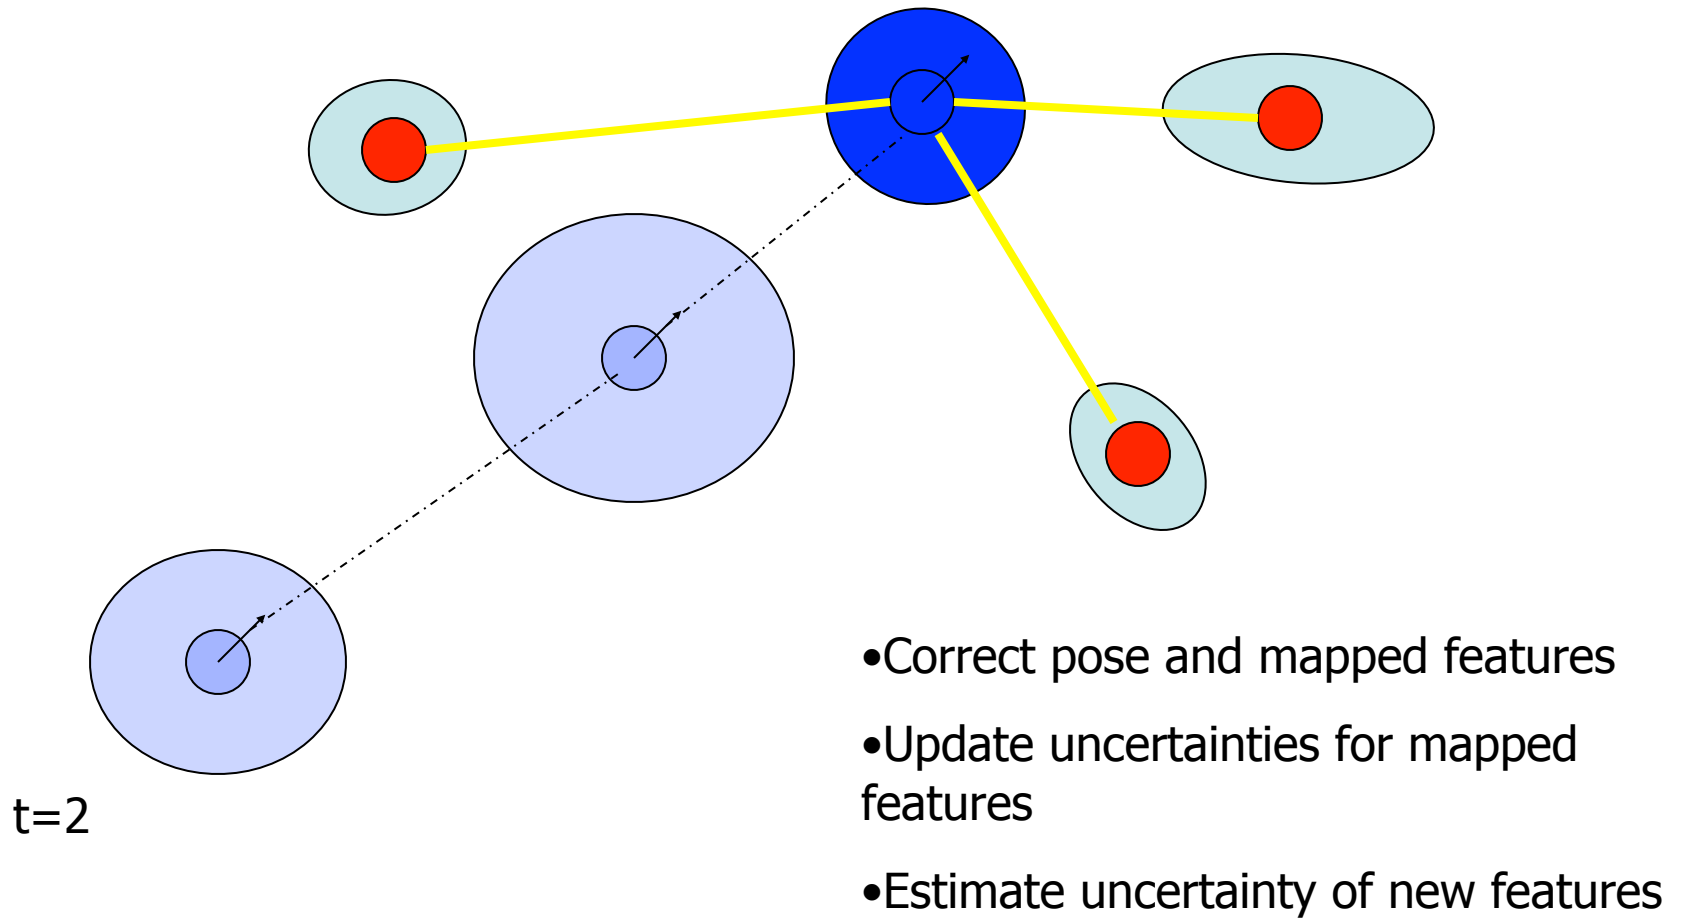 •Correct pose and mapped features
•Update uncertainties for mapped
features
t=2
•Estimate uncertainty of new features